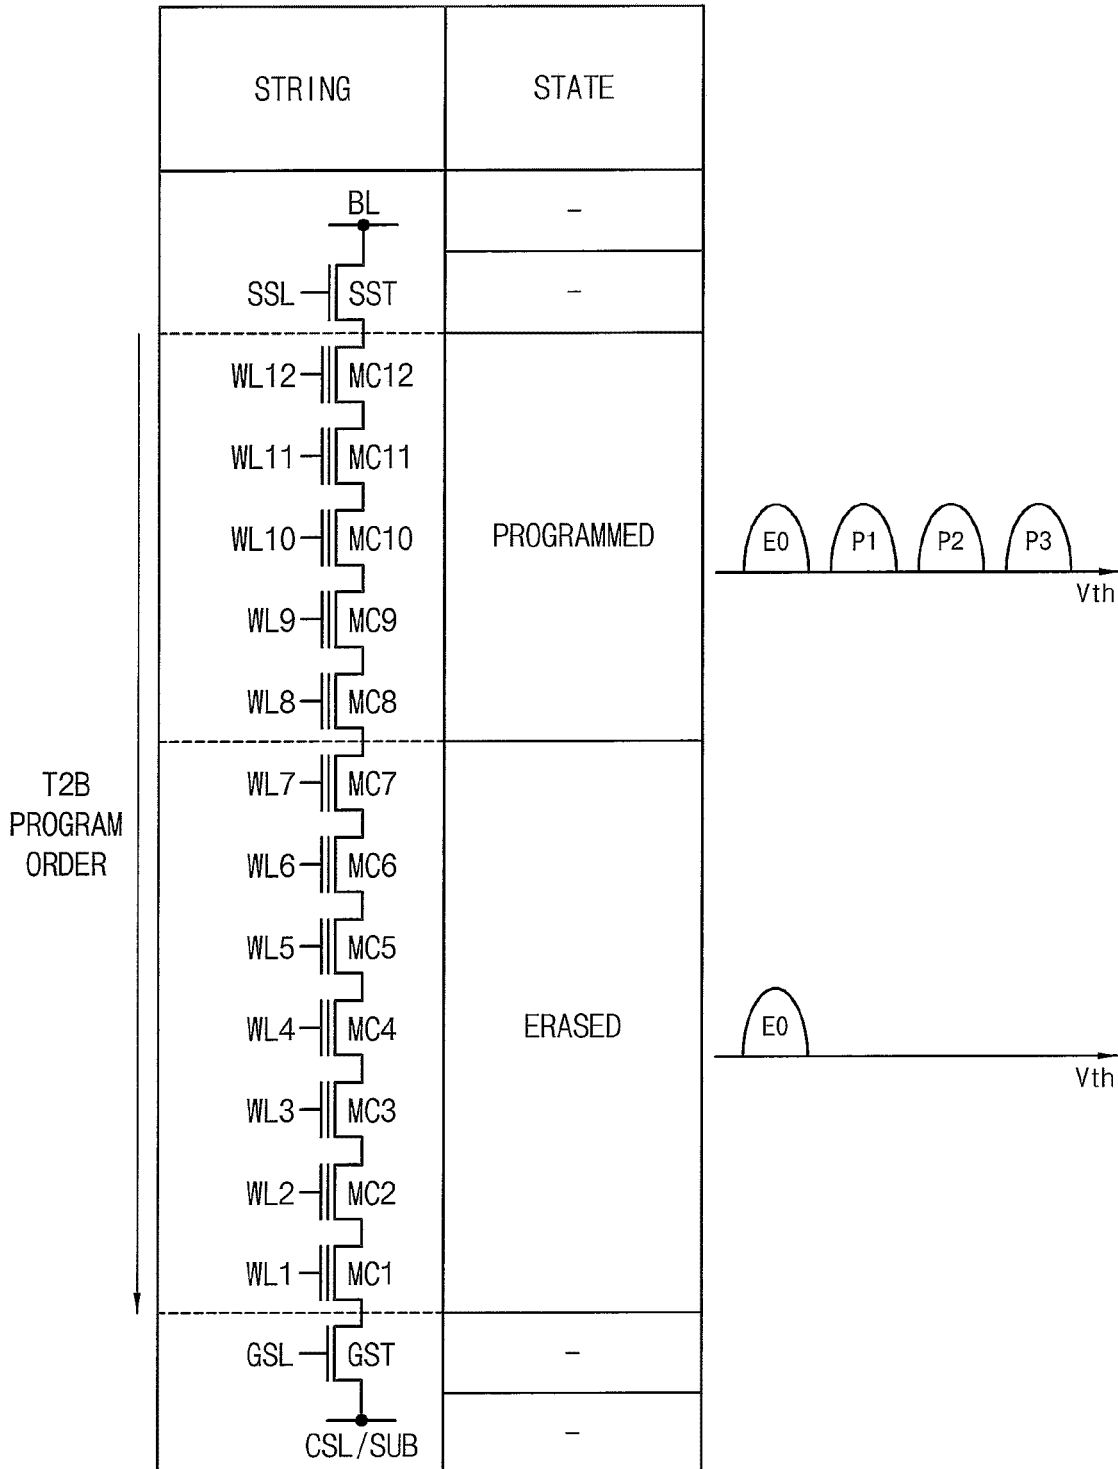 STRING STATE
BL -
SSL SST -
WL12 MC12
WL11 MC11
WL10 MC10 PROGRAMMED E0 P1 P2 P3
Vth
WL9 MC9
WL8 MC8
WL7 MC7
T2B
PROGRAM
ORDER
WL6 MC6
WL5 MC5
WL4 MC4 ERASED E0
Vth
WL3 MC3
WL2 MC2
WL1 MC1
GSL GST -
CSL/SUB -